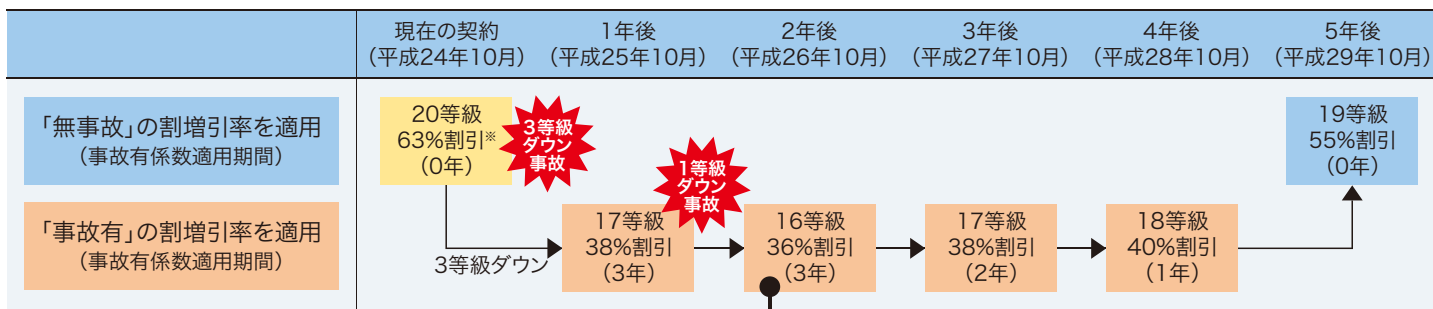 現在の契約
(平成24年10月)
1年後
(平成25年10月)
2年後
(平成26年10月)
3年後
(平成27年10月)
4年後
(平成28年10月)
5年後
(平成29年10月)
「無事故」の割増引率を適用
(事故有係数適用期間)
20等級
63%割引※
(0年)
3等級
ダウン
事故
1等級
ダウン
事故
19等級
55%割引
(0年)
「事故有」の割増引率を適用
(事故有係数適用期間)
3等級ダウン
17等級
38%割引
(3年)
16等級
36%割引
(3年)
17等級
38%割引
(2年)
18等級
40%割引
(1年)